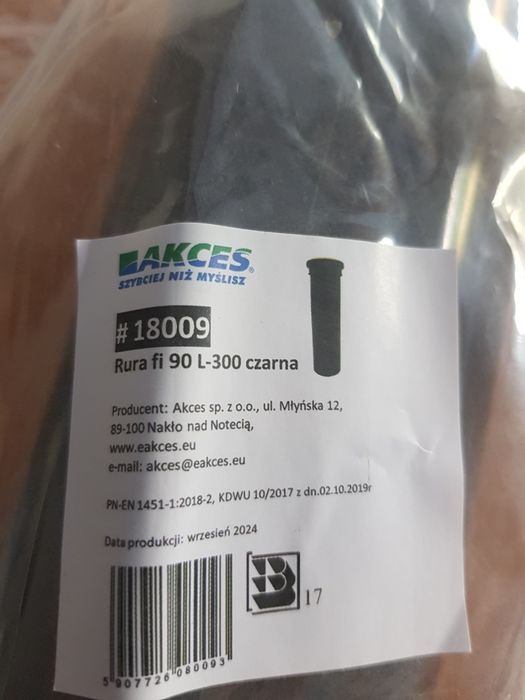 AKCES®
SZYBCIEJ NIŻ MYŚLISZ
#18009
Rura fi 90 L-300 czarna
Producent: Akces sp. z o.o., ul. Młyńska 12,
89-100 Nakło nad Notecią,
www.eakces.eu
e-mail: akces@eakces.eu
PN-EN 1451-1:2018-2, KDWU 10/2017 z dn.02.10.2019r
Data produkcji: wrzesień 2024
B 17
5907726080093